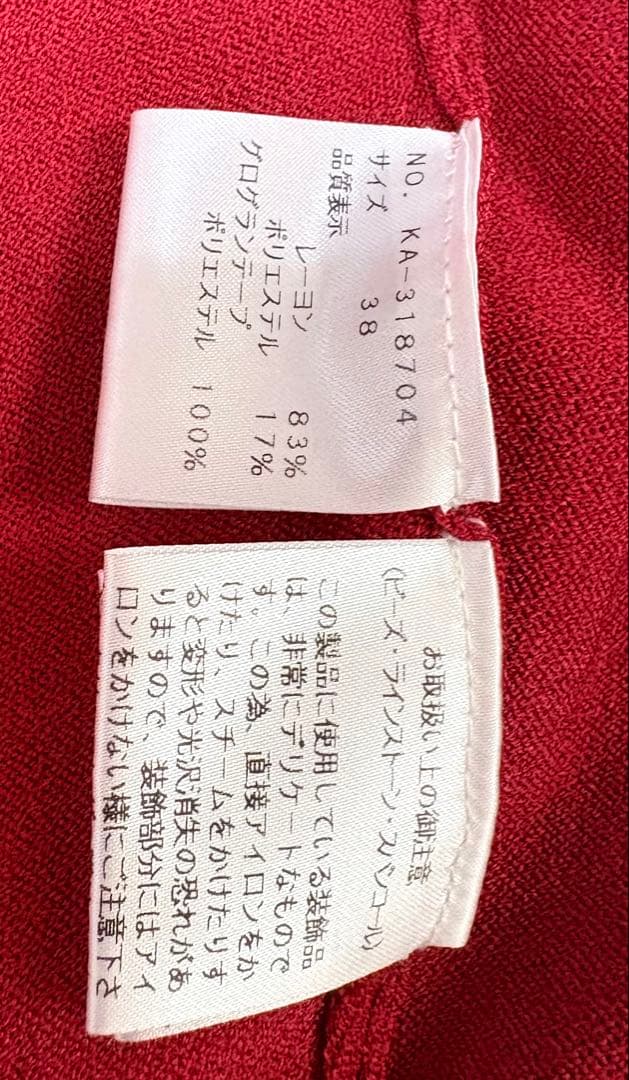 NO. KA-318704
サイズ 38
品質表示
レーヨン 83%
ポリエステル 17%
グログランテープ
ポリエステル 100%
お取扱い上の御注意
(ビーズ・ラインストーン・スパンコール)
この製品に使用している装飾品
は、非常にデリケートなもので
す。この為、直接アイロンをか
けたり、スチームをかけたりす
ると変形や光沢消失の恐れがあ
りますので、装飾部分にはアイ
ロンをかけない様にご注意下さ